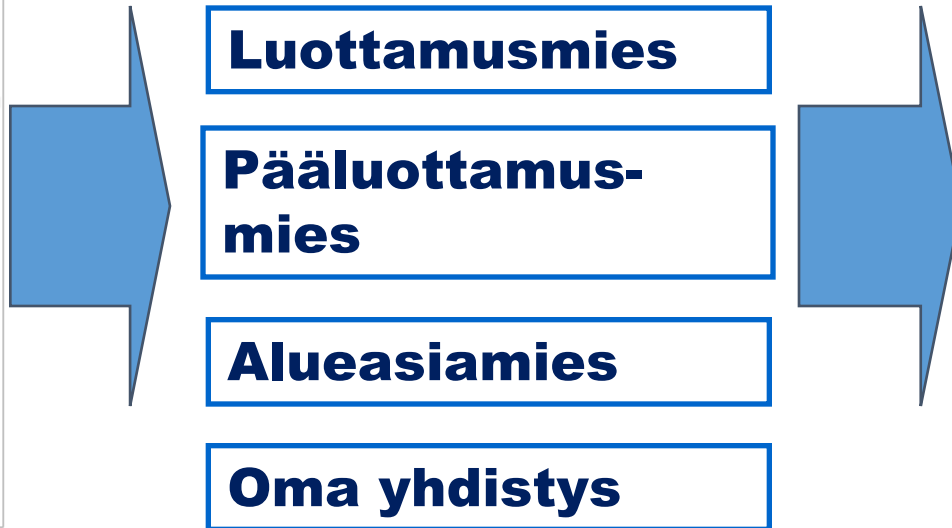 Luottamusmies
Pääluottamus-
mies
Alueasiamies
Oma yhdistys